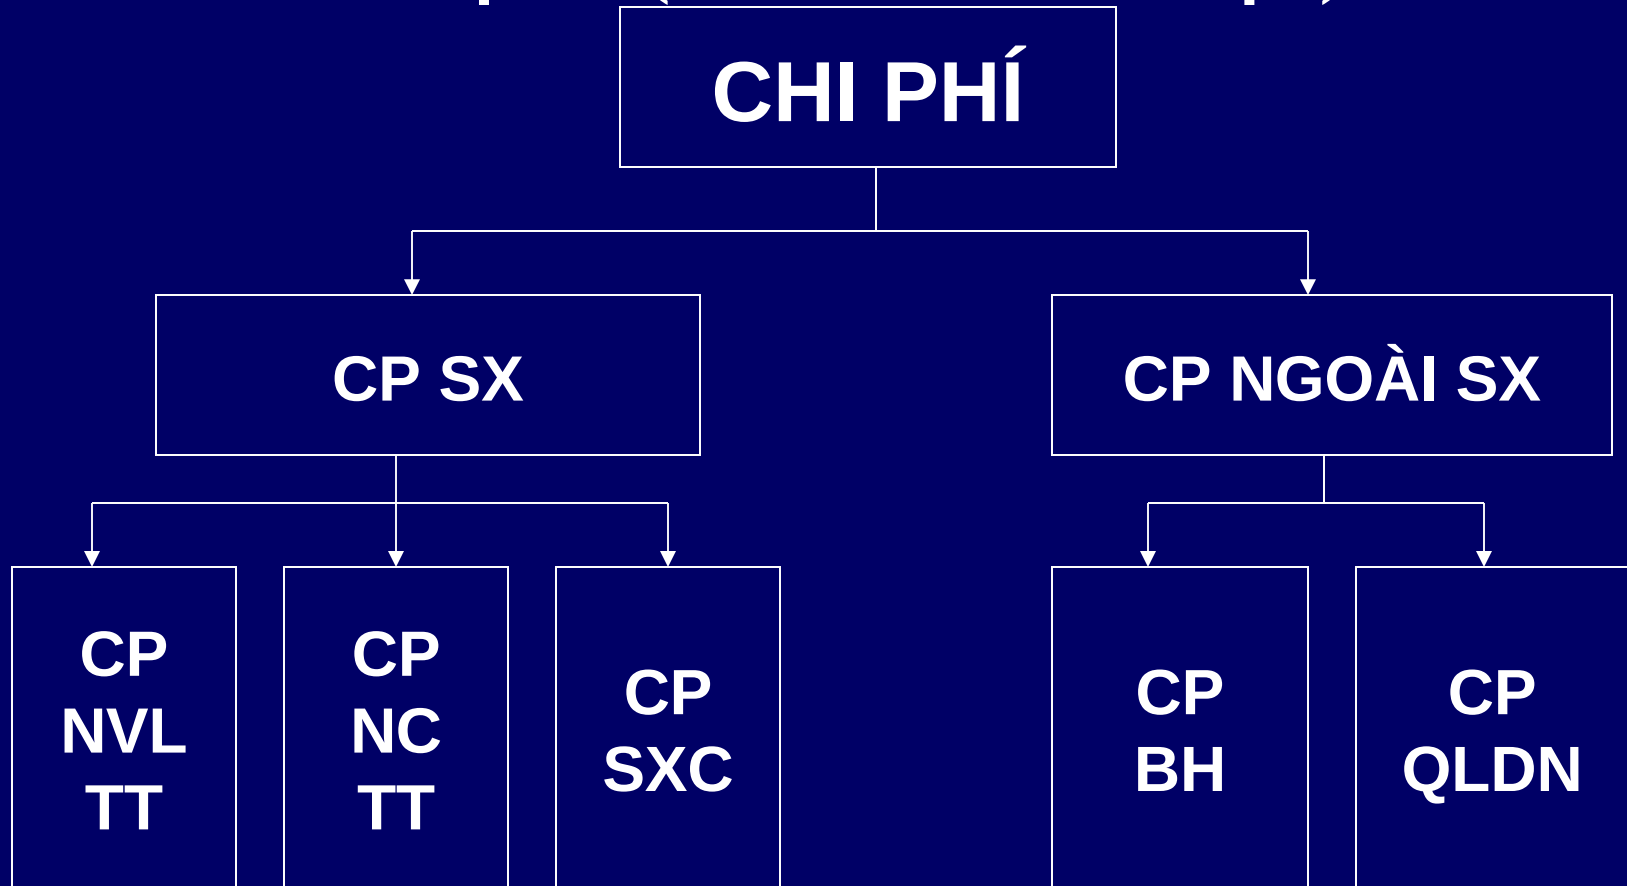 CHI PHÍ
CP SX
CP NGOÀI SX
CP
NVL
TT
CP
NC
TT
CP
SXC
CP
BH
CP
QLDN